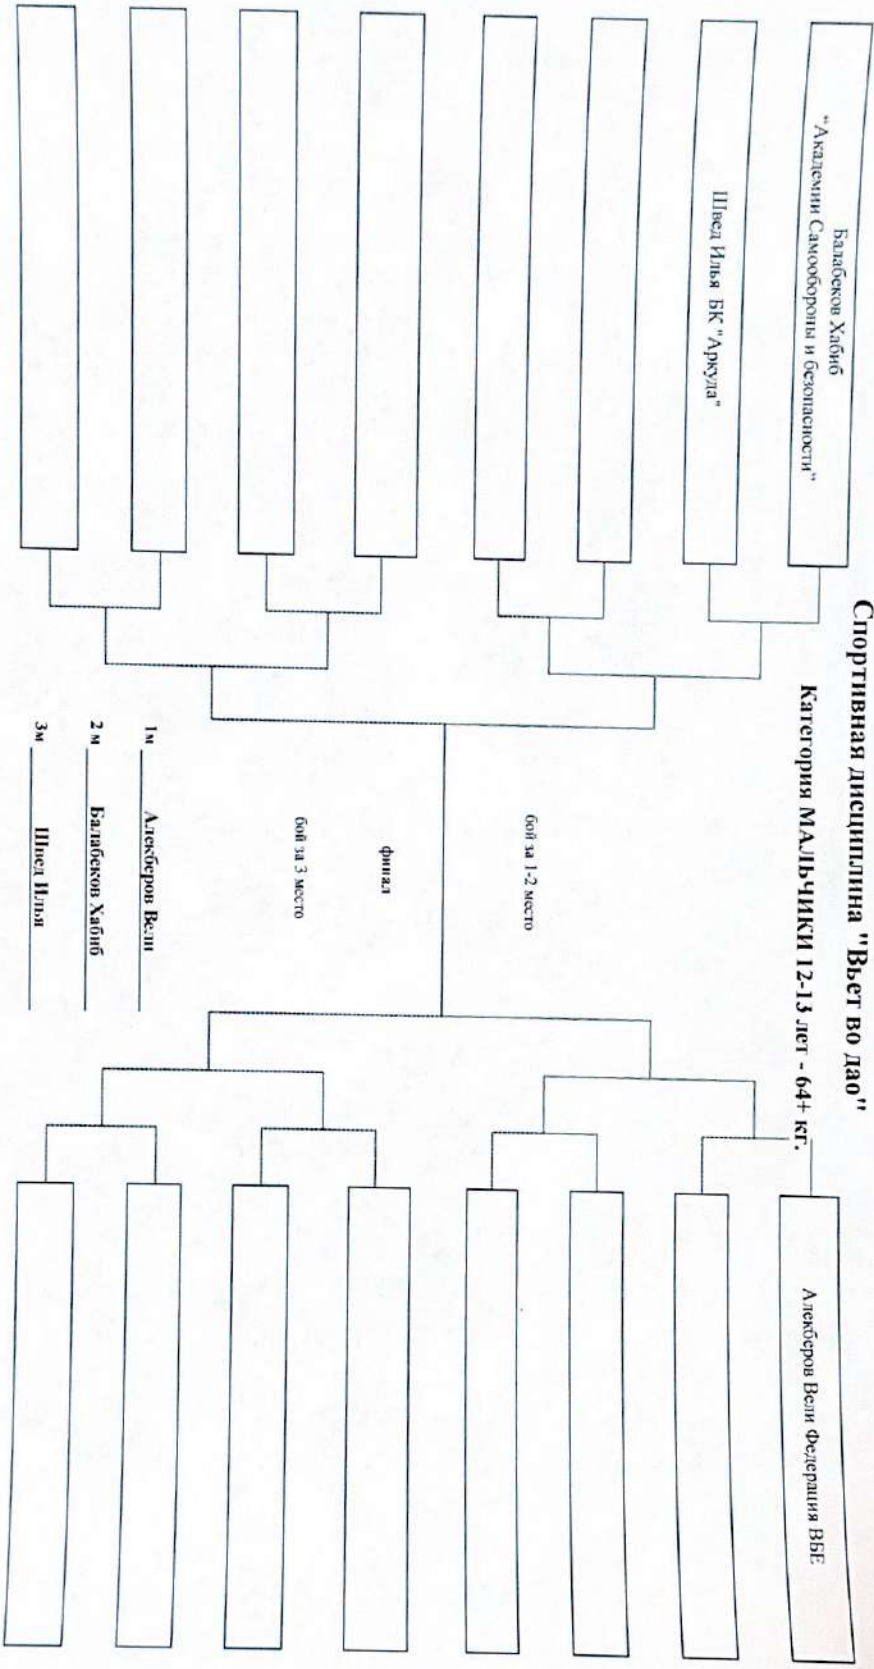 Спортивная дисциплина "Вьет во дао"
Категория МАЛЬЧИКИ 12-13 лет - 64+ кг.
Балабеков Хабиб
"Академии Самообороны и безопасности"
Швед Илья БК "Аркуда"
Алекберов Вели Федерация ВБЕ
бой за 1-2 место
финал
бой за 3 место
1м Алекберов Вели
2 м Балабеков Хабиб
3м Швед Илья